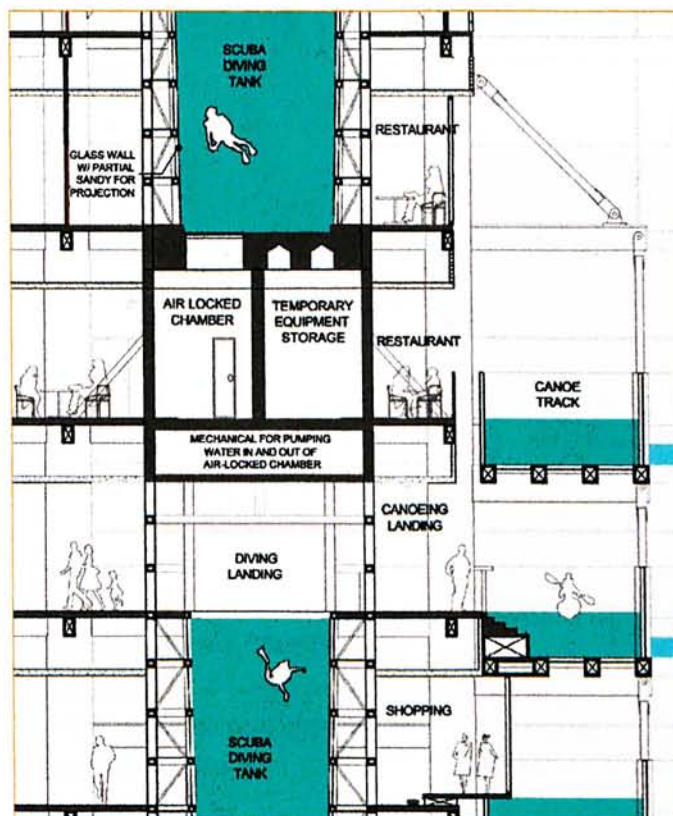 SCUBA
DIVING
TANK
GLASS WALL
W/ PARTIAL
SANDY FOR
PROJECTION
RESTAURANT
AIR LOCKED
CHAMBER
TEMPORARY
EQUIPMENT
STORAGE
RESTAURANT
CANOE
TRACK
MECHANICAL FOR PUMPING
WATER IN AND OUT OF
AIR-LOCKED CHAMBER
CANOEING
LANDING
DIVING
LANDING
SHOPPING
SCUBA
DIVING
TANK